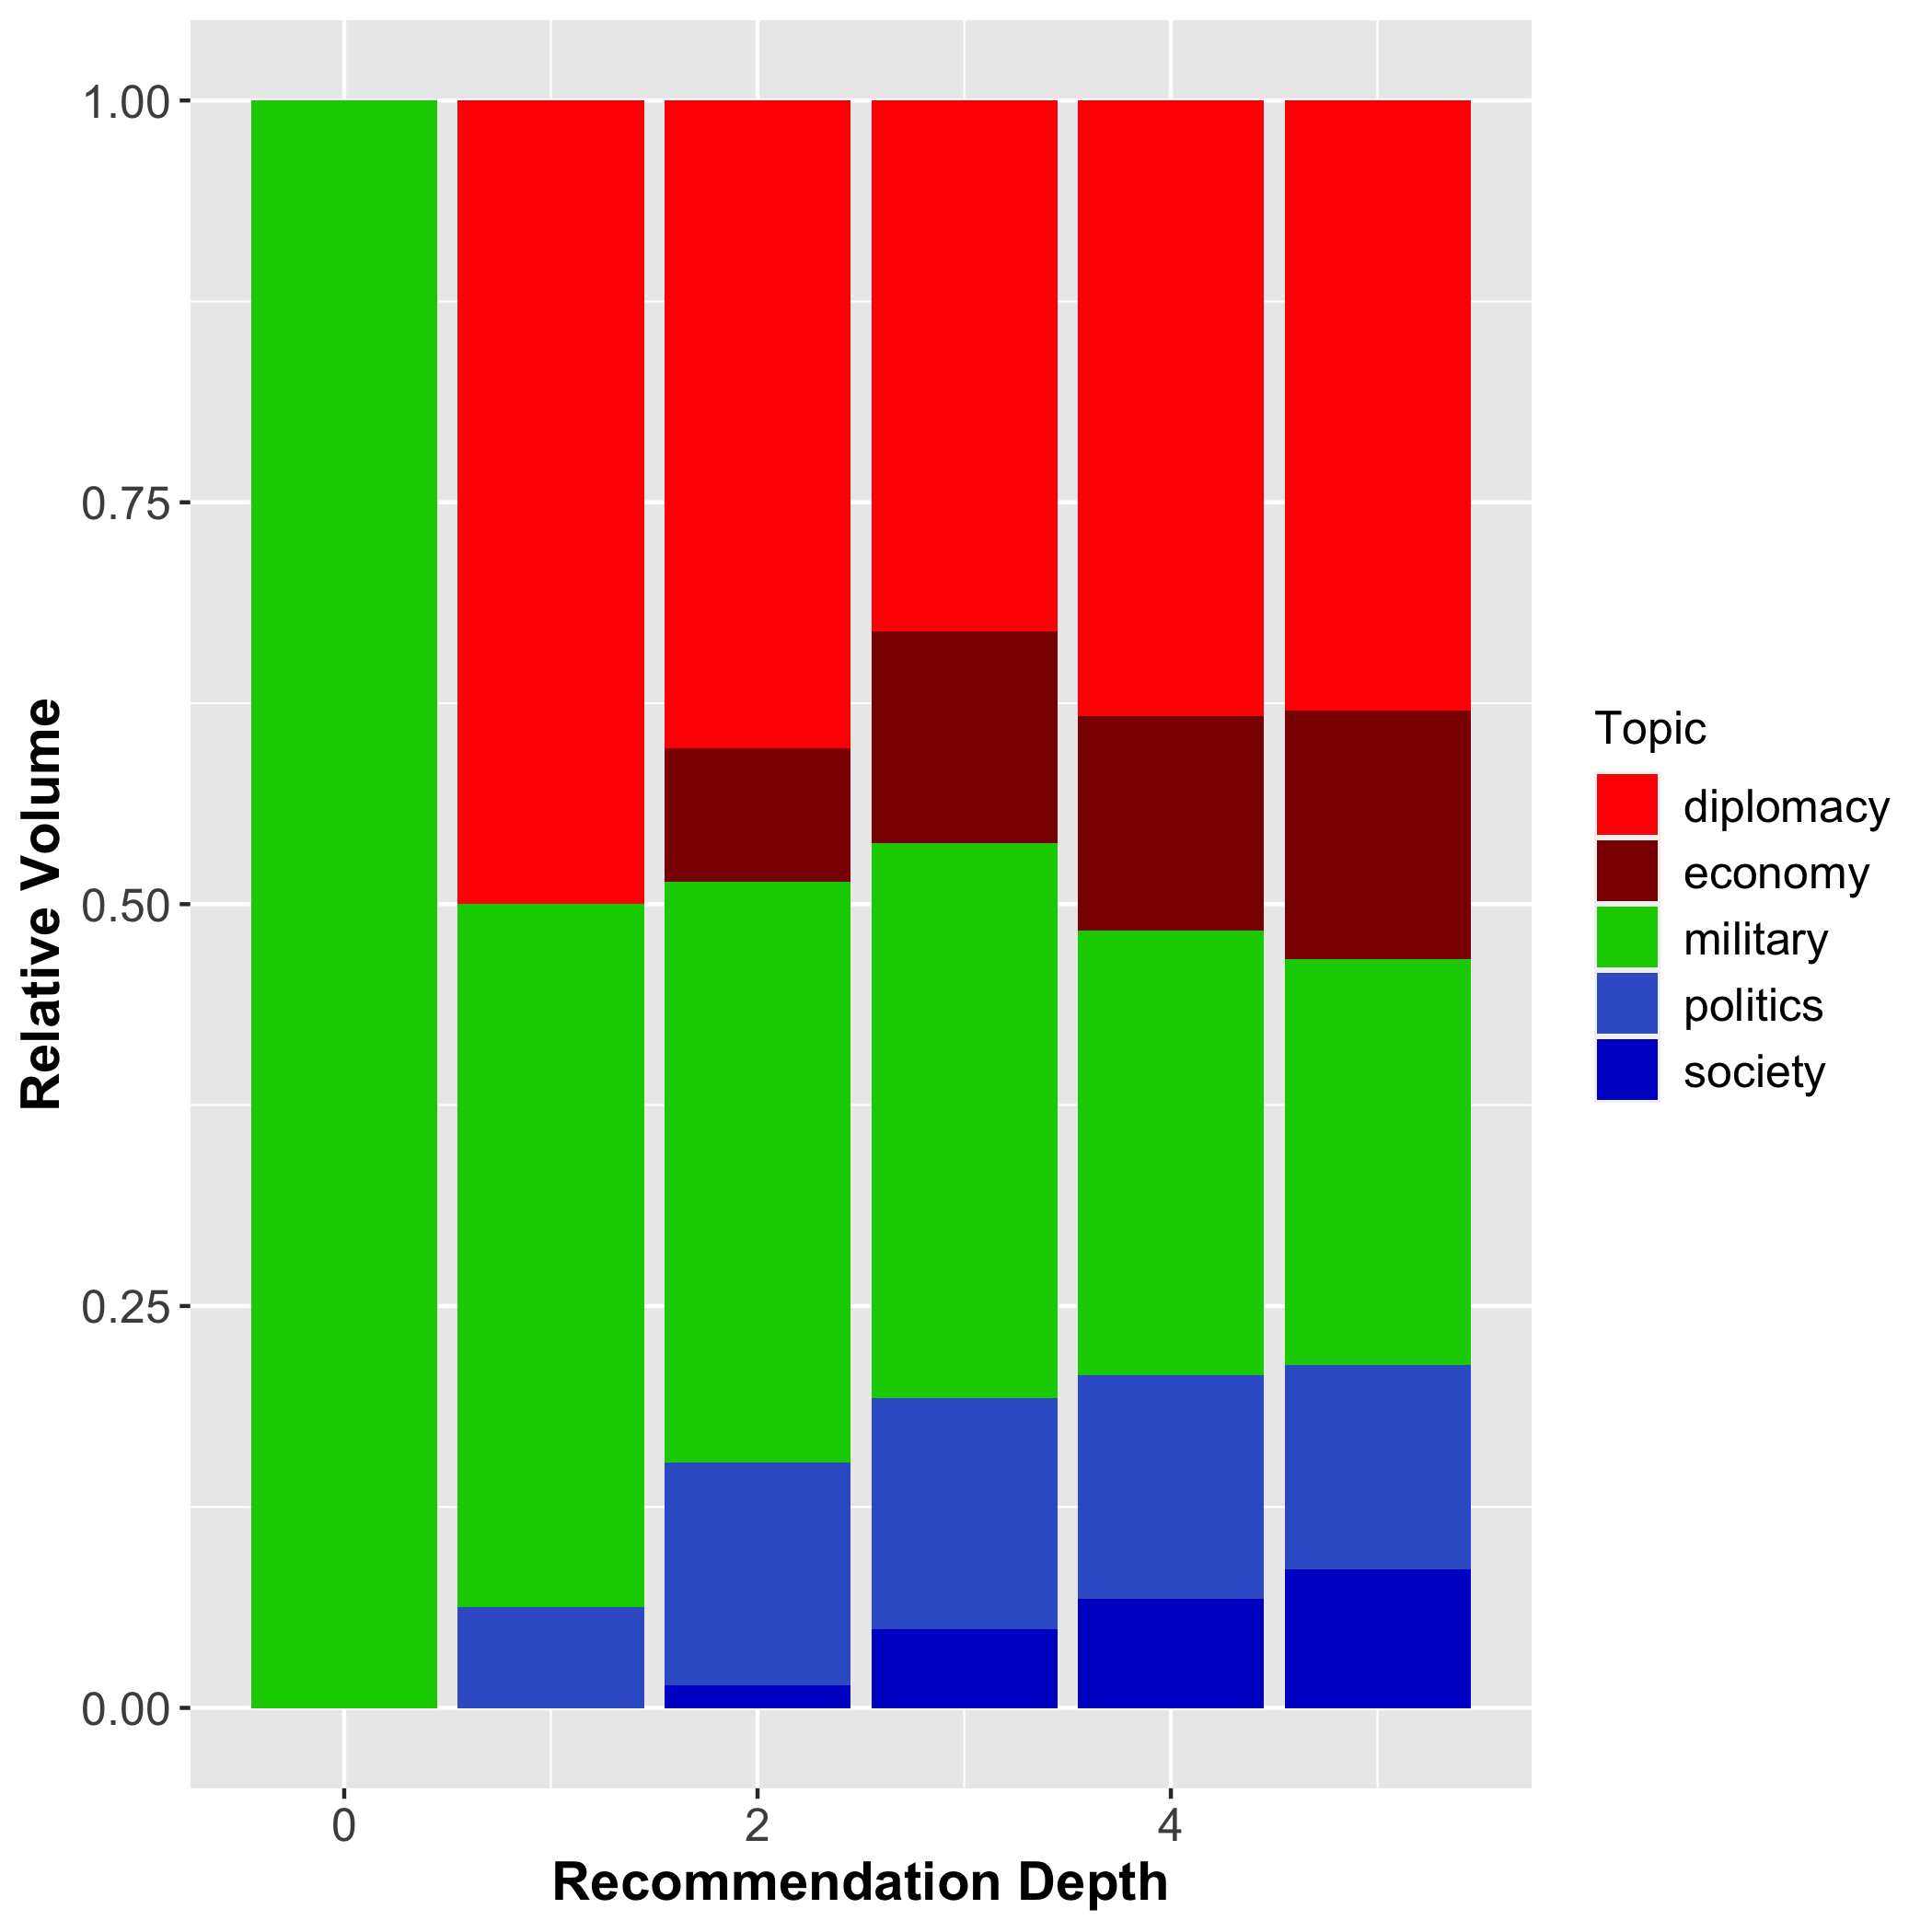 Relative Volume
1.00
0.75
0.50
0.25
0.00
0
2
4
Recommendation Depth
Topic
diplomacy
economy
military
politics
society